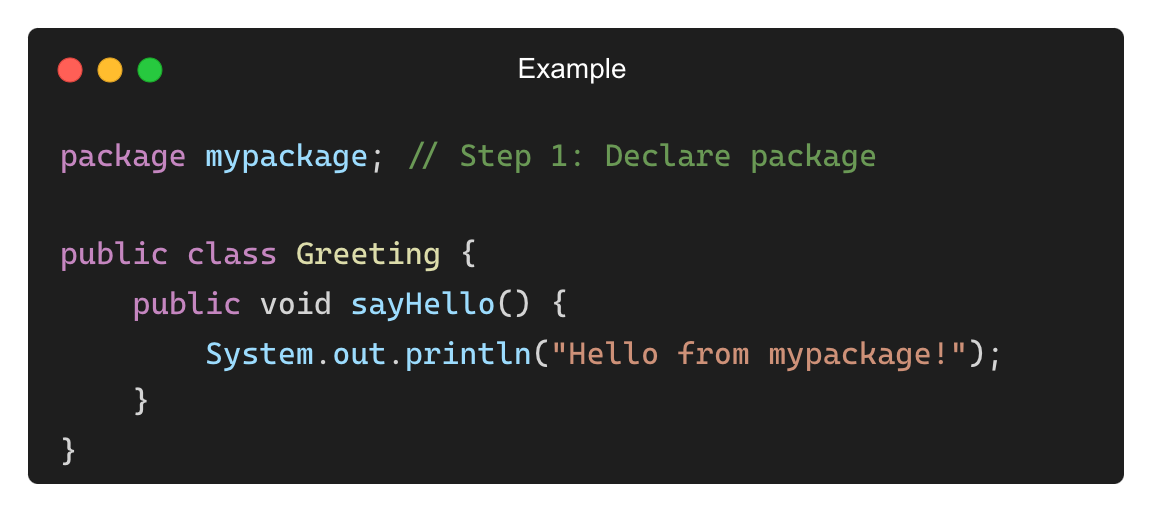 Example
package mypackage; // Step 1: Declare package
public class Greeting {
    public void sayHello() {
        System.out.println("Hello from mypackage!");
    }
}